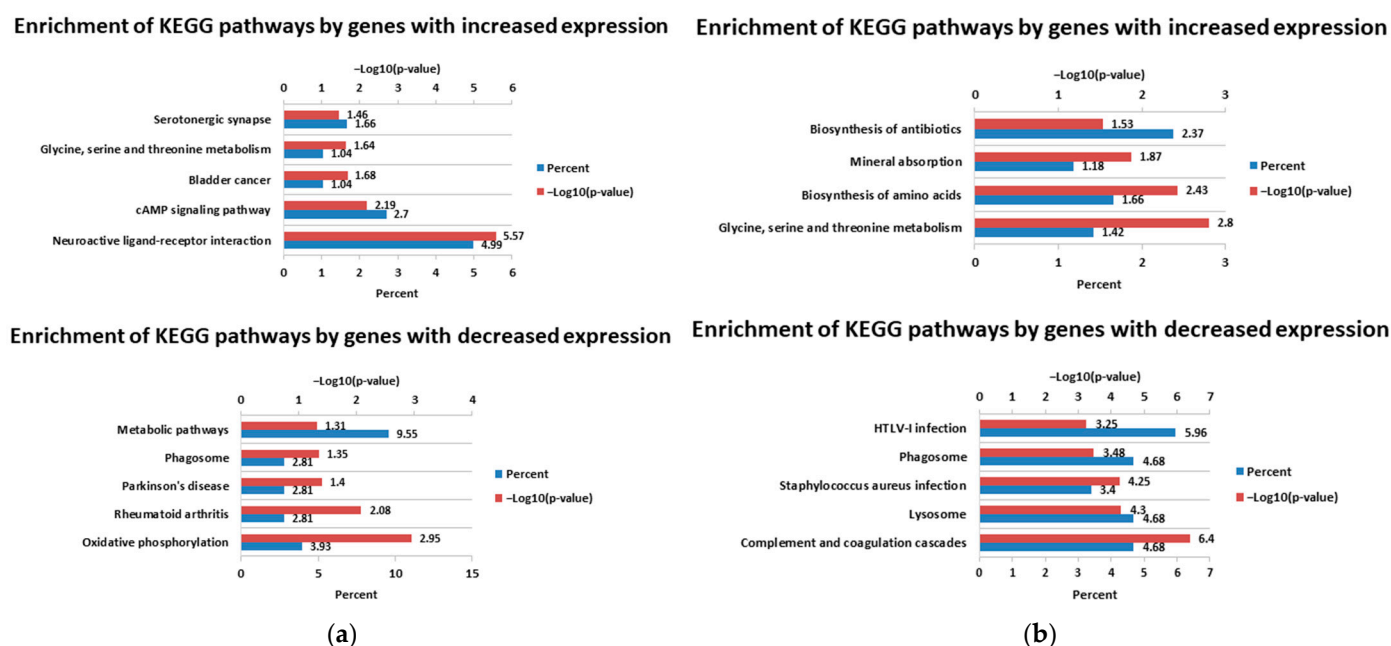 Enrichment of KEGG pathways by genes with increased expression
−Log10(p-value)
0 1 2 3 4 5 6
Serotonergic synapse 1.46 1.66
Glycine, serine and threonine metabolism 1.64 1.04
Bladder cancer 1.68 1.04
cAMP signaling pathway 2.19 2.7
Neuroactive ligand-receptor interaction 5.57 4.99
0 1 2 3 4 5 6
Percent
Percent
−Log10(p-value)
Enrichment of KEGG pathways by genes with decreased expression
−Log10(p-value)
0 1 2 3 4
Metabolic pathways 1.31 9.55
Phagosome 1.35 2.81
Parkinson's disease 1.4 2.81
Rheumatoid arthritis 2.08 2.81
Oxidative phosphorylation 2.95 3.93
0 5 10 15
Percent
Percent
−Log10(p-value)
(a)
Enrichment of KEGG pathways by genes with increased expression
−Log10(p-value)
0 1 2 3
Biosynthesis of antibiotics 1.53 2.37
Mineral absorption 1.87 1.18
Biosynthesis of amino acids 2.43 1.66
Glycine, serine and threonine metabolism 2.8 1.42
0 1 2 3
Percent
Percent
−Log10(p-value)
Enrichment of KEGG pathways by genes with decreased expression
−Log10(p-value)
0 1 2 3 4 5 6 7
HTLV-I infection 3.25 5.96
Phagosome 3.48 4.68
Staphylococcus aureus infection 4.25 3.4
Lysosome 4.3 4.68
Complement and coagulation cascades 6.4 4.68
0 1 2 3 4 5 6 7
Percent
Percent
−Log10(p-value)
(b)